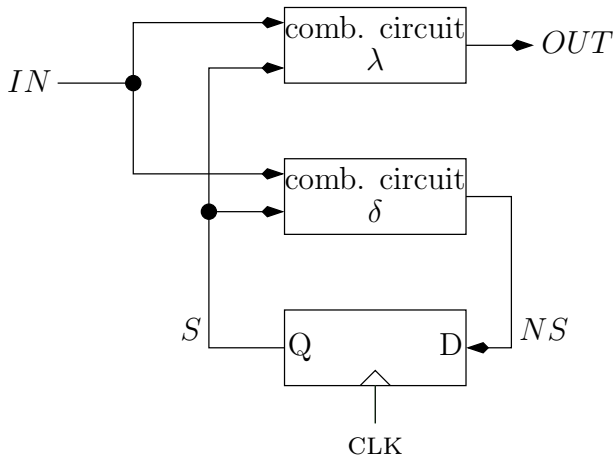 comb. circuit
λ
OUT
IN
comb. circuit
δ
S
NS
Q
D
CLK